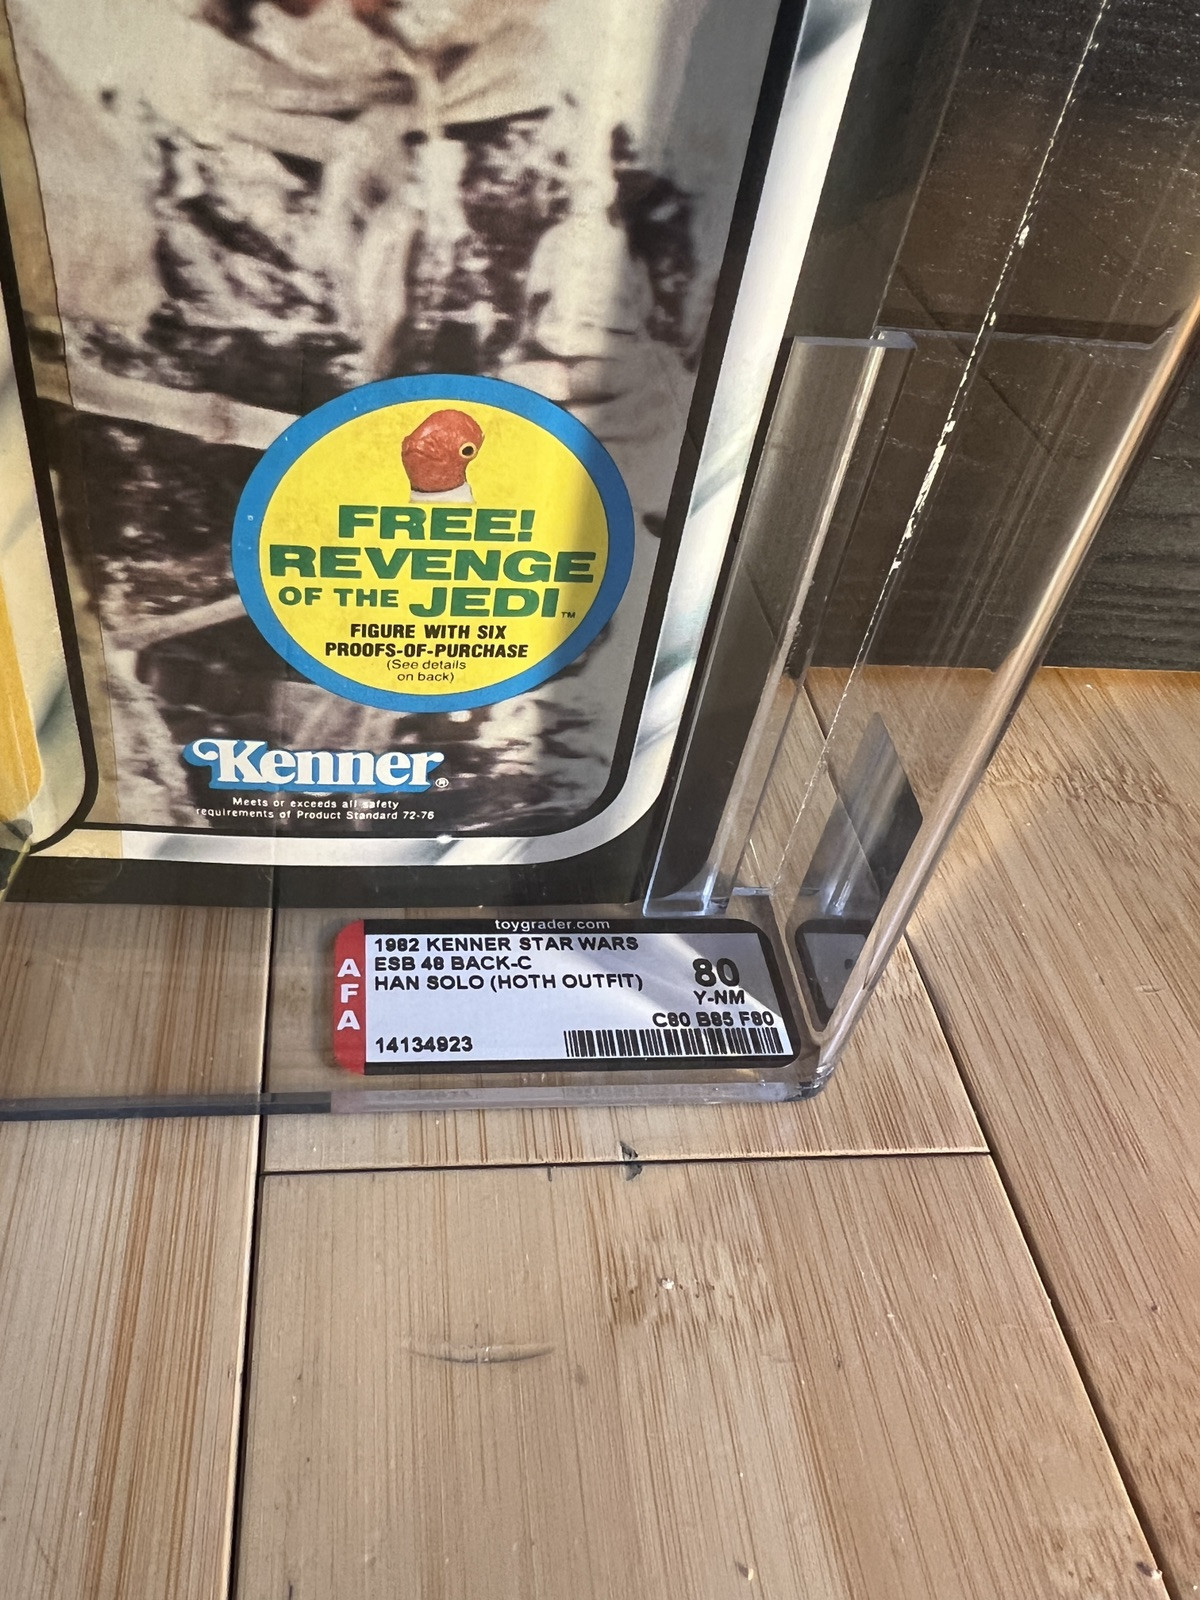 FREE!
REVENGE
OF THE JEDI™
FIGURE WITH SIX
PROOFS-OF-PURCHASE
(See details
on back)
Kenner®
Meets or exceeds all safety
requirements of Product Standard 72-76
toygrader.com
AFA
1982 KENNER STAR WARS
ESB 48 BACK-C
HAN SOLO (HOTH OUTFIT)
80
Y-NM
C80 B85 F80
14134923